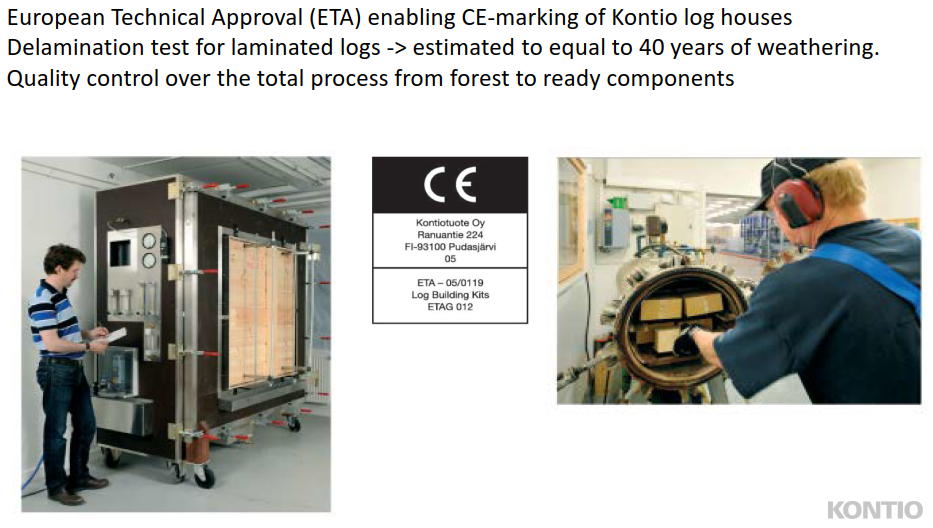 European Technical Approval (ETA) enabling CE-marking of Kontio log houses
Delamination test for laminated logs -> estimated to equal to 40 years of weathering.
Quality control over the total process from forest to ready components
CE
Kontiotuote Oy
Ranuantie 224
FI-93100 Pudasjärvi
05
ETA – 05/0119
Log Building Kits
ETAG 012
KONTIO